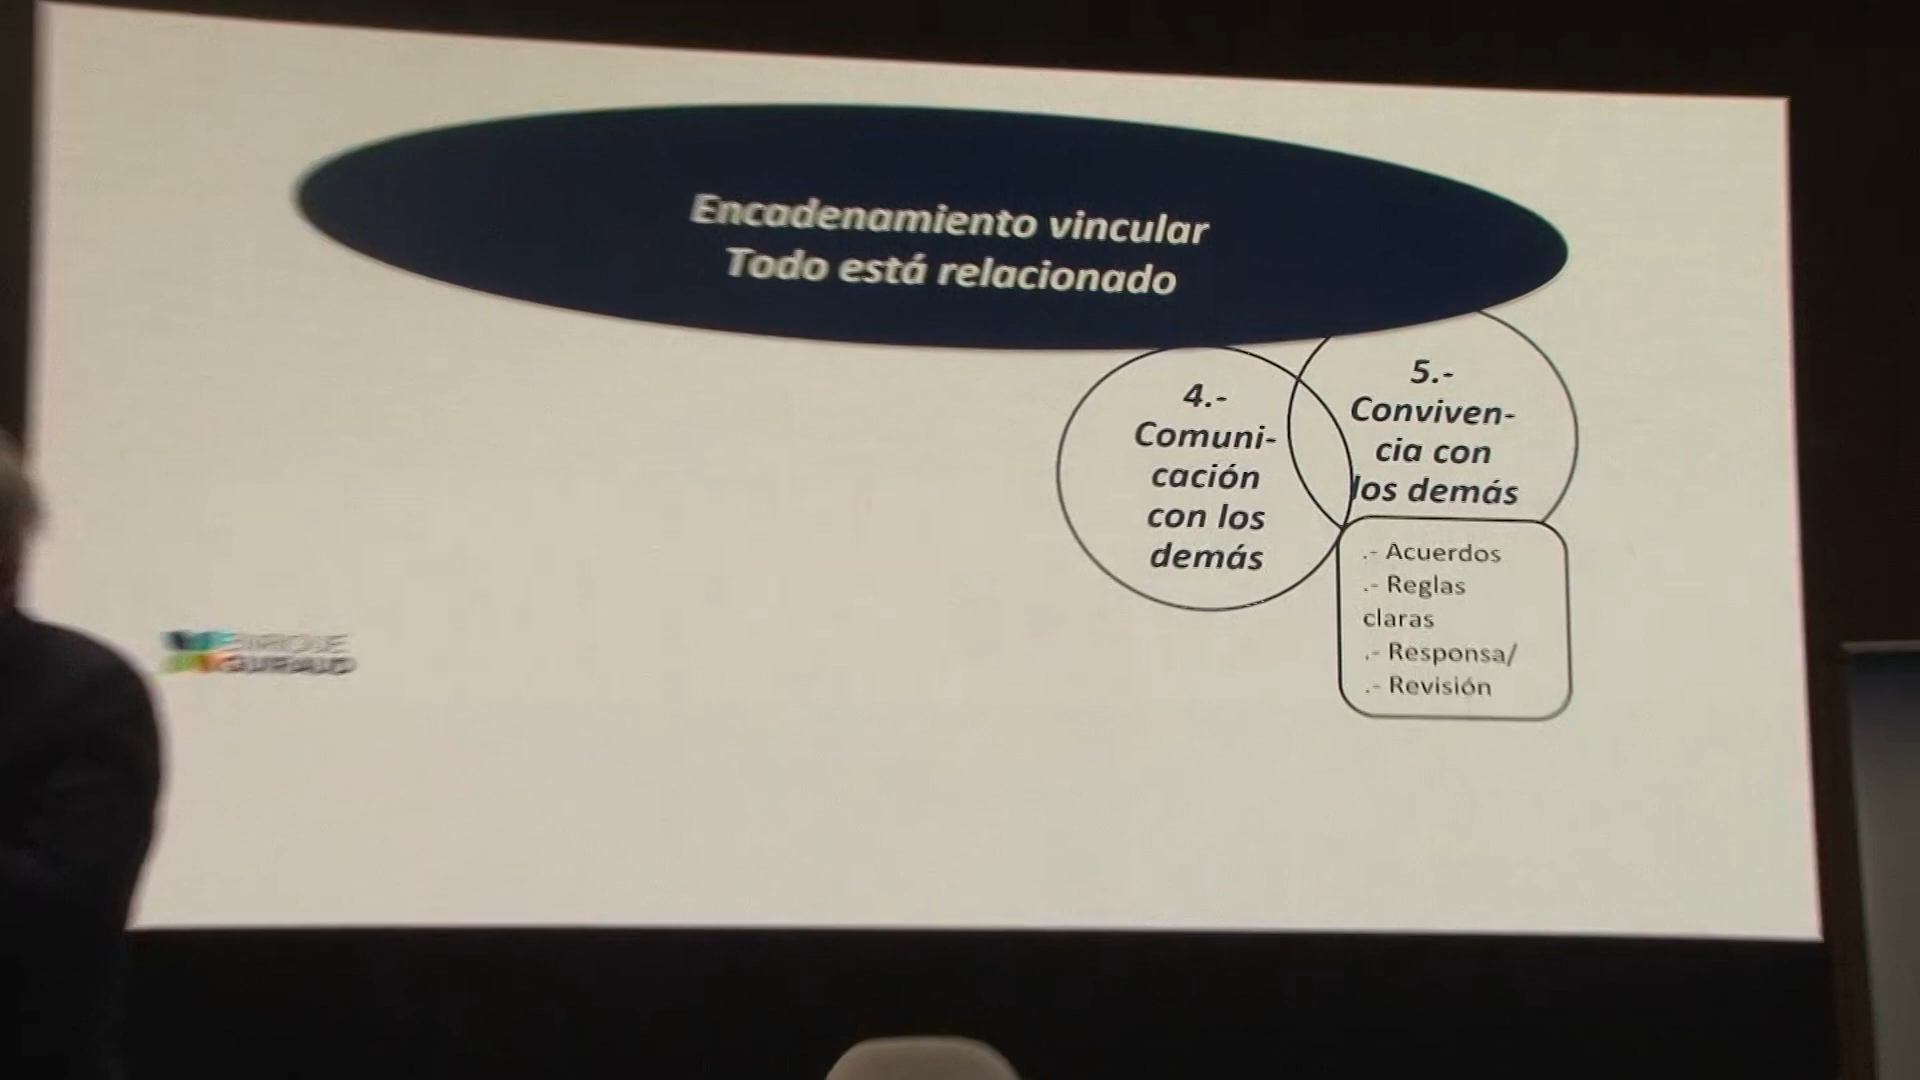 Encadenamiento vincular
Todo está relacionado
4.-
Comuni-
cación
con los
demás
5.-
Conviven-
cia con
los demás
.- Acuerdos
.- Reglas
claras
.- Responsa/
.- Revisión